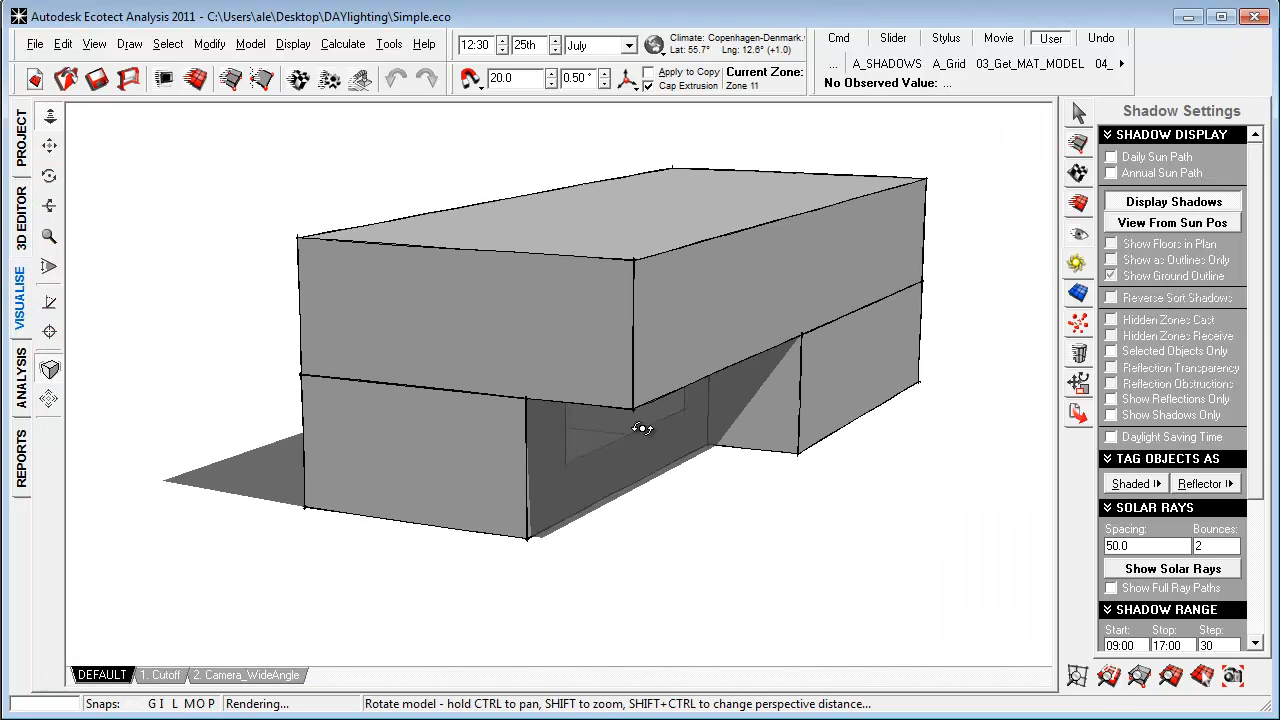 Autodesk Ecotect Analysis 2011 - C:\Users\ale\Desktop\DAYlighting\Simple.eco
File Edit View Draw Select Modify Model Display Calculate Tools Help
12:30 25th July
Climate: Copenhagen-Denmark.
Lat: 55.7° Lng: 12.6° (+1.0)
Cmd Slider Stylus Movie User Undo
... A_SHADOWS A_Grid 03_Get_MAT_MODEL 04_
No Observed Value: ...
20.0 0.50 °
Apply to Copy
Cap Extrusion
Current Zone:
Zone 11
PROJECT
3D EDITOR
VISUALISE
ANALYSIS
REPORTS
Shadow Settings
SHADOW DISPLAY
Daily Sun Path
Annual Sun Path
Display Shadows
View From Sun Pos
Show Floors in Plan
Show as Outlines Only
Show Ground Outline
Reverse Sort Shadows
Hidden Zones Cast
Hidden Zones Receive
Selected Objects Only
Reflection Transparency
Reflection Obstructions
Show Reflections Only
Show Shadows Only
Daylight Saving Time
TAG OBJECTS AS
Shaded Reflector
SOLAR RAYS
Spacing: Bounces:
50.0 2
Show Solar Rays
Show Full Ray Paths
SHADOW RANGE
Start: Stop: Step:
09:00 17:00 30
DEFAULT 1. Cutoff 2. Camera_WideAngle
Snaps: G I L M O P Rendering... Rotate model - hold CTRL to pan, SHIFT to zoom, SHIFT+CTRL to change perspective distance...